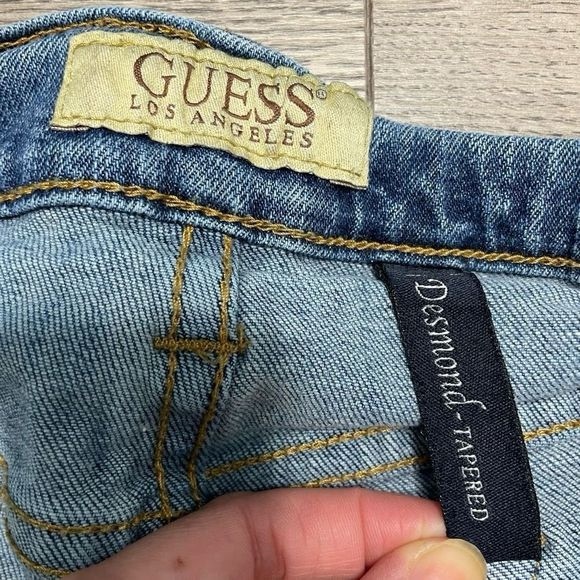 GUESS®
LOS ANGELES
Desmond - TAPERED